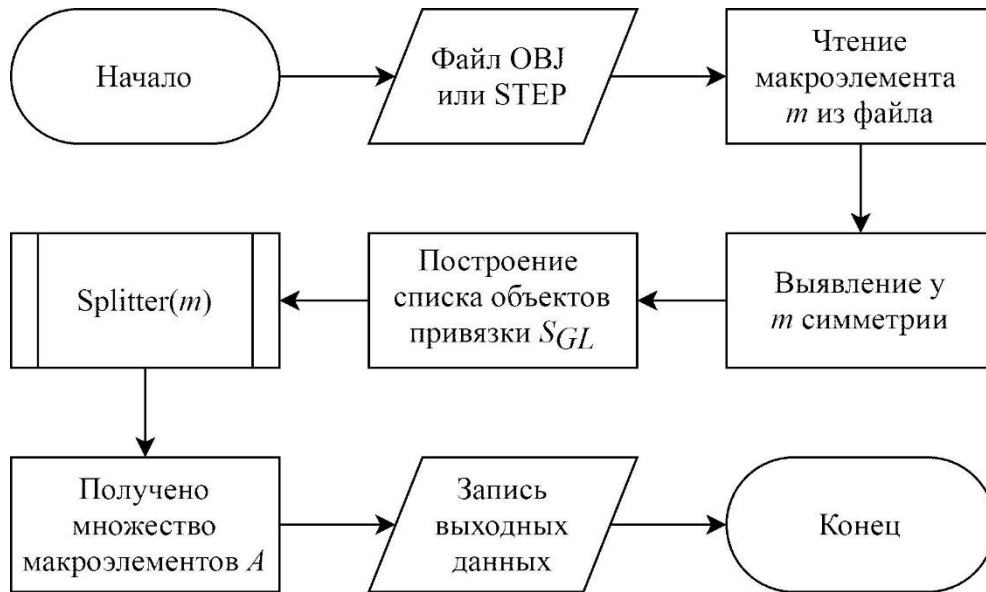 Начало
Файл OBJ
или STEP
Чтение
макроэлемента
m из файла
Выявление у
m симметрии
Построение
списка объектов
привязки S_GL
Splitter(m)
Получено
множество
макроэлементов A
Запись
выходных
данных
Конец